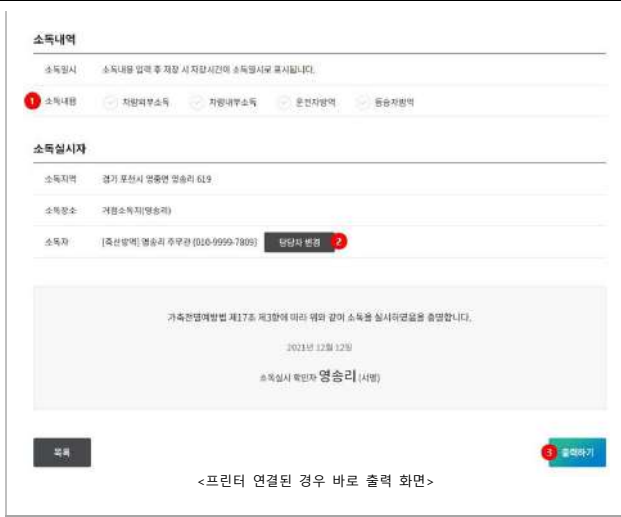 소독내역
소독일시 소독내용 입력 후 저장 시 저장시간이 소독일시로 표시됩니다.
1 소독내용 차량외부소독 차량내부소독 운전자방역 동승자방역
소독실시자
소독지역 경기 포천시 영중면 영송리 619
소독장소 거점소독지(영송리)
소독자 [축산방역] 영송리 주무관 (010-9999-7809) 담당자 변경 2
가축전염예방법 제17조 제3항에 따라 위와 같이 소독을 실시하였음을 증명합니다.
2021년 12월 12일
소독실시 확인자 영송리 (서명)
목록 3 출력하기
<프린터 연결된 경우 바로 출력 화면>